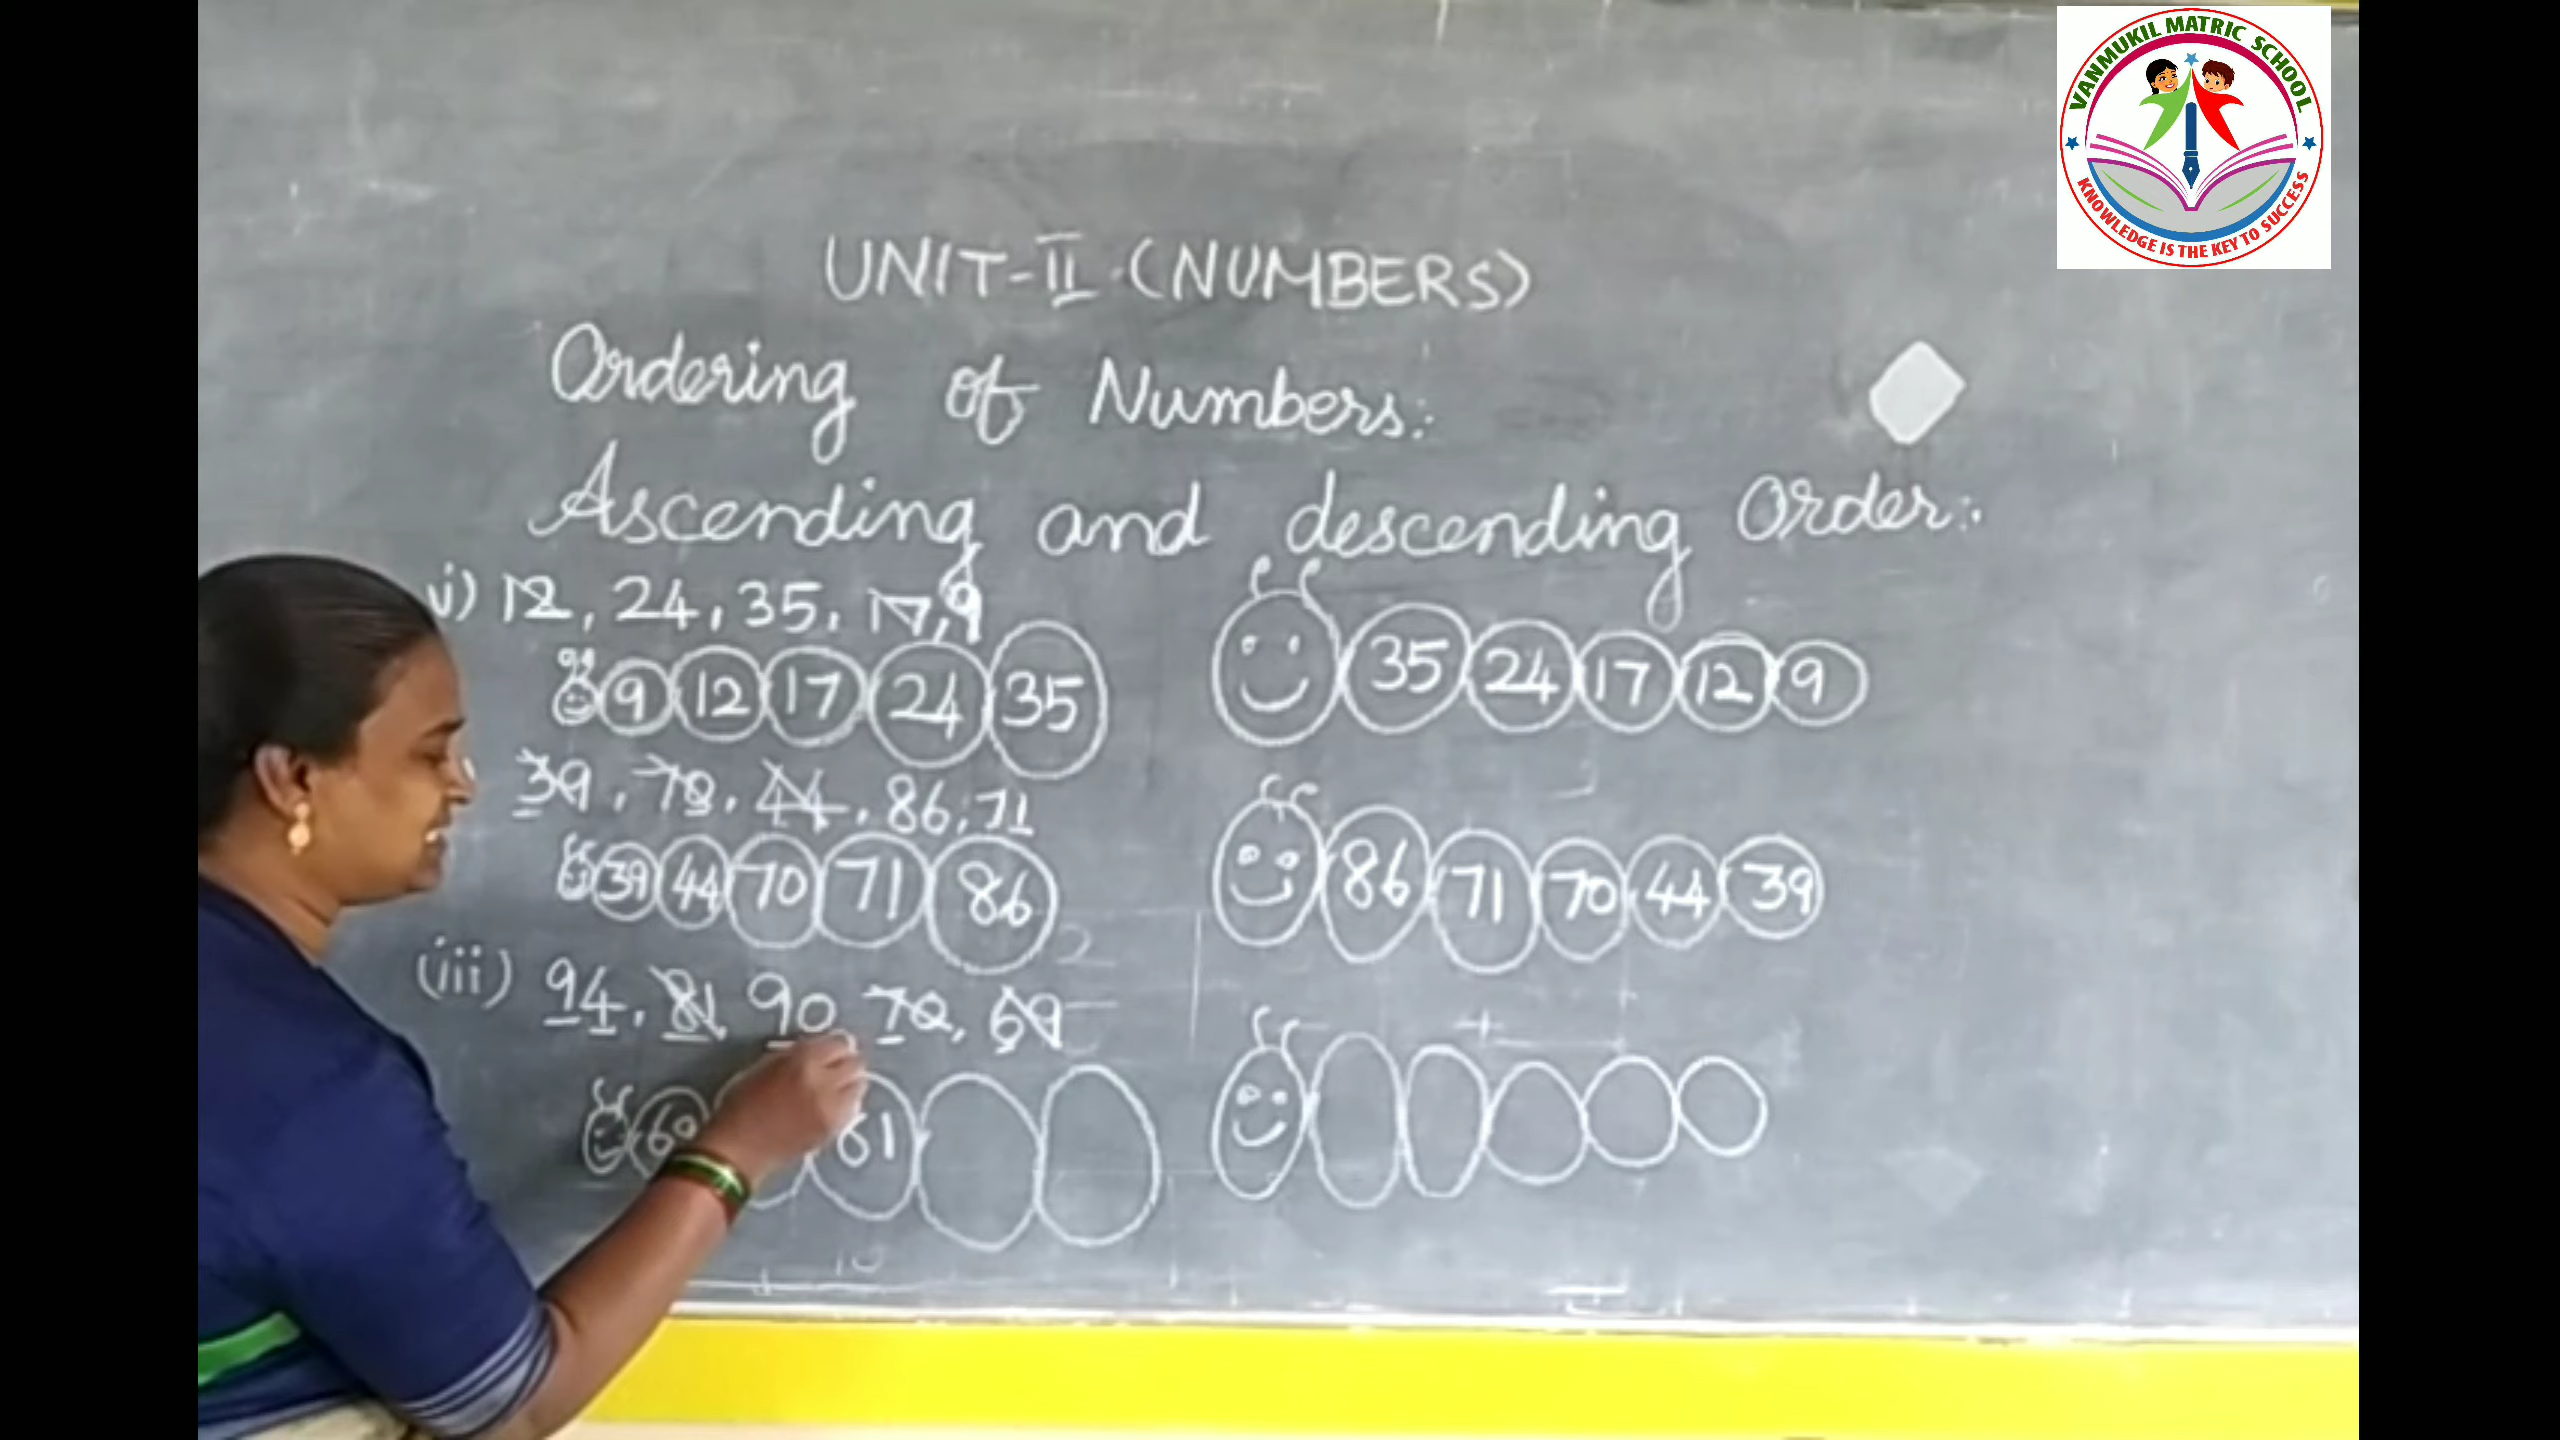 VANMUKIL MATRIC SCHOOL
KNOWLEDGE IS THE KEY TO SUCCESS
UNIT-II (NUMBERS)
Ordering of Numbers:
Ascending and descending Order:
12, 24, 35, 17, 9
9 12 17 24 35
35 24 17 12 9
39, 70, 44, 86, 71
39 44 70 71 86
86 71 70 44 39
(iii) 94, 81, 90, 70, 69
61